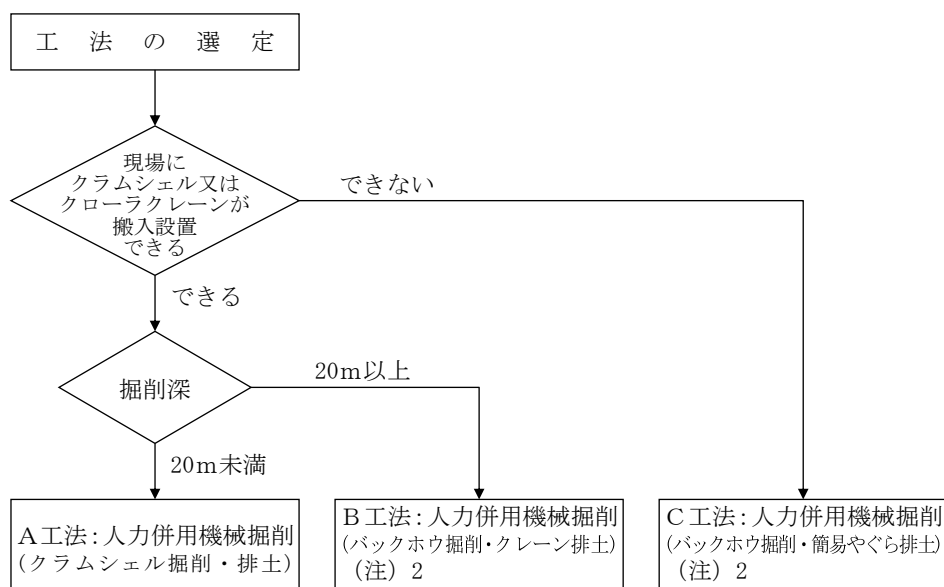 工法の選定
現場に
クラムシェル又は
クローラクレーンが
搬入設置
できる
できない
できる
掘削深
20m以上
20m未満
A工法:人力併用機械掘削
(クラムシェル掘削・排土)
B工法:人力併用機械掘削
(バックホウ掘削・クレーン排土)
(注)2
C工法:人力併用機械掘削
(バックホウ掘削・簡易やぐら排土)
(注)2